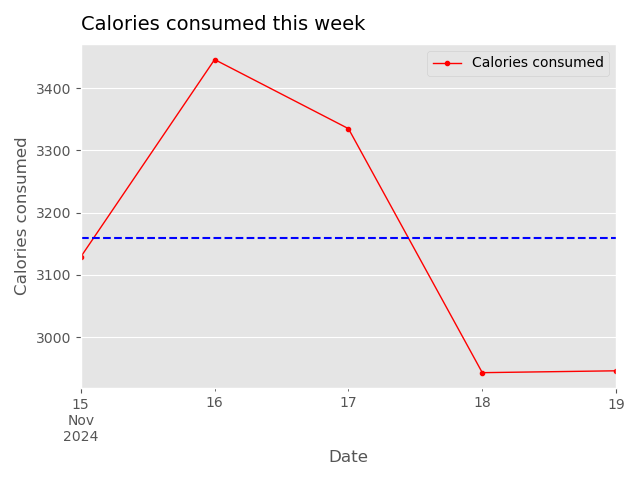 Calories consumed this week
Calories consumed
3400
3300
3200
3100
3000
Calories consumed
15
Nov
2024
16
17
18
19
Date